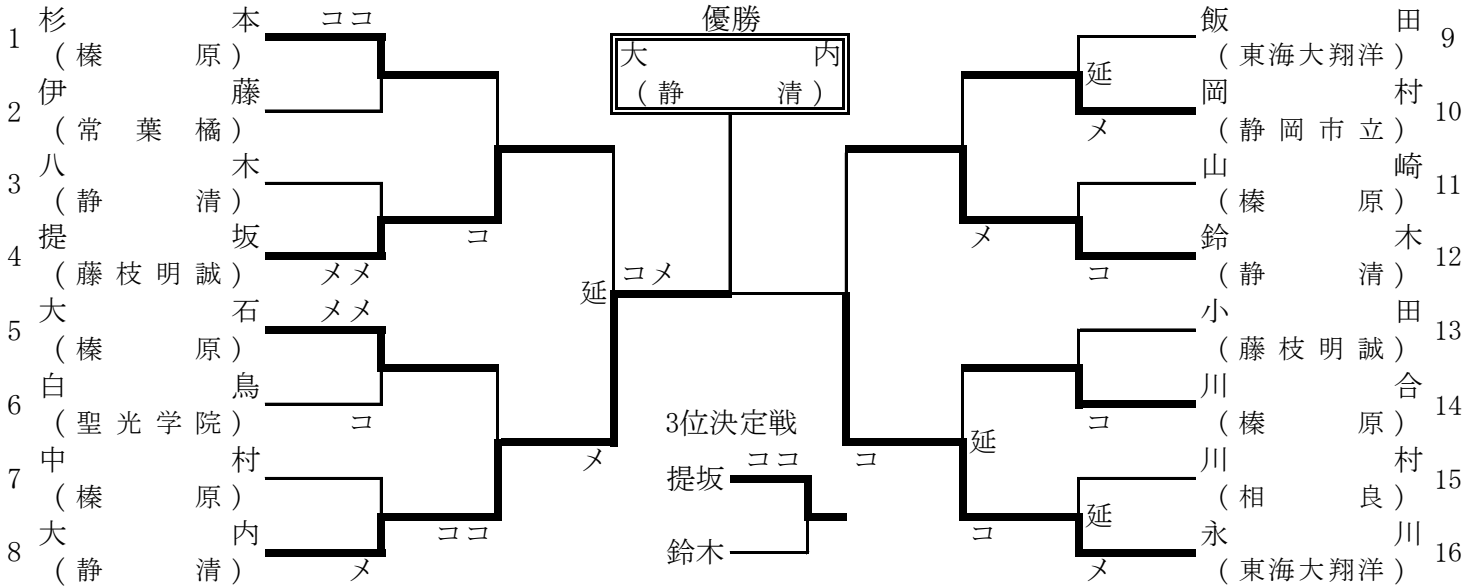 優勝
大内
(静清)
1 杉本 ココ
(榛原)
2 伊藤
(常葉橘)
3 八木
(静清)
コ
4 提坂
(藤枝明誠) メメ
延 コメ
5 大石 メメ
(榛原)
6 白鳥
(聖光学院) コ
7 中村
(榛原)
メ
8 大内 ココ
(静清) メ
3位決定戦
ココ
提坂
鈴木
飯田 9
(東海大翔洋)
延
岡村 10
メ (静岡市立)
山崎 11
(榛原)
メ
鈴木 12
コ (静清)
小田 13
(藤枝明誠)
川合 14
コ (榛原)
コ 延
川村 15
(相良)
コ 延
永川 16
メ (東海大翔洋)